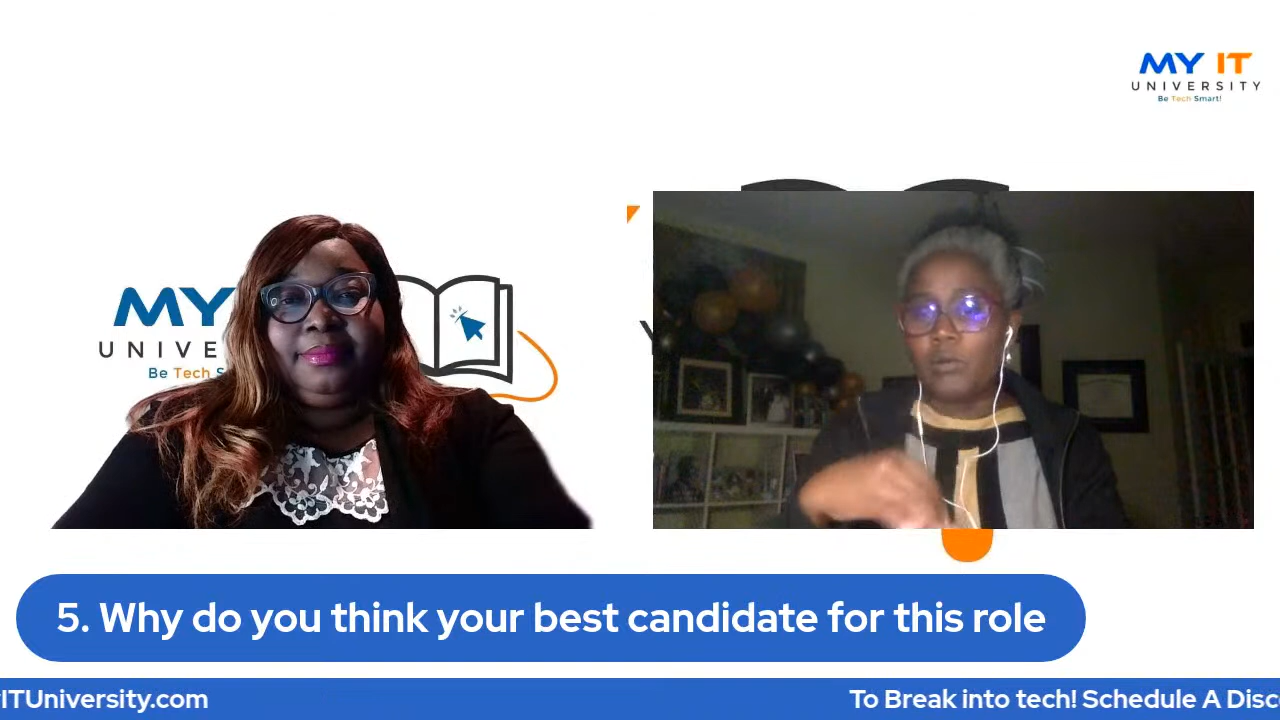 MY IT
UNIVERSITY
Be Tech Smart!
MY
UNIVE
Be Tech S
Y
5. Why do you think your best candidate for this role
ITUniversity.com
To Break into tech! Schedule A Disc